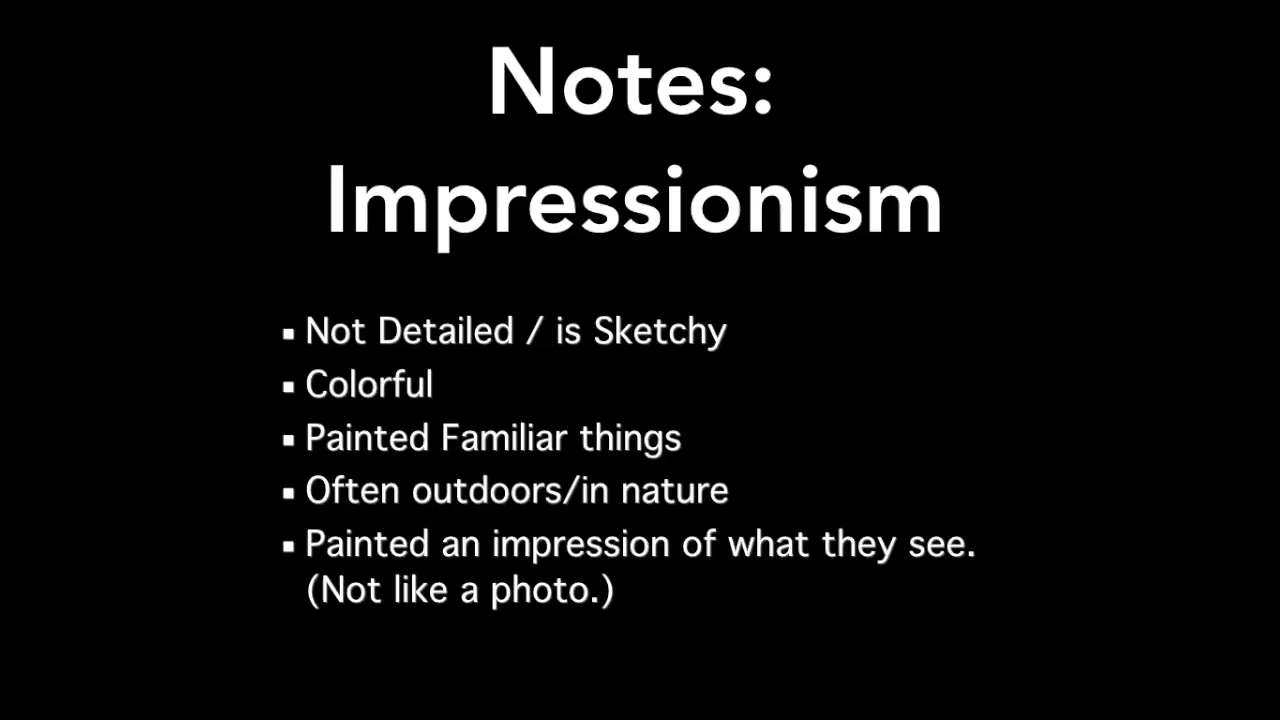 Notes:
Impressionism
▪ Not Detailed / is Sketchy
▪ Colorful
▪ Painted Familiar things
▪ Often outdoors/in nature
▪ Painted an impression of what they see.
(Not like a photo.)